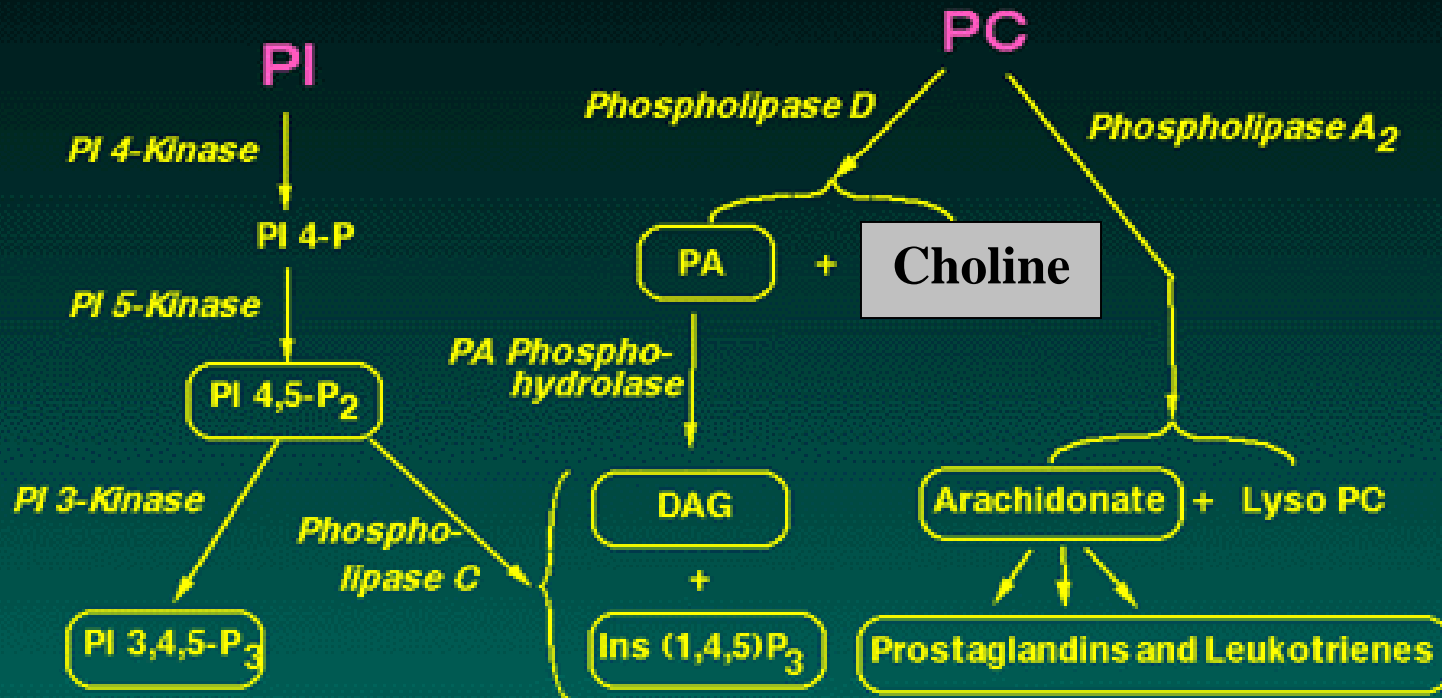 PI
PI 4-Kinase
PI 4-P
PI 5-Kinase
PI 4,5-P2
PI 3-Kinase
Phospho-
lipase C
PI 3,4,5-P3
PC
Phospholipase D
Phospholipase A2
PA + Choline
PA Phospho-
hydrolase
DAG
+
Ins (1,4,5)P3
Arachidonate + Lyso PC
Prostaglandins and Leukotrienes